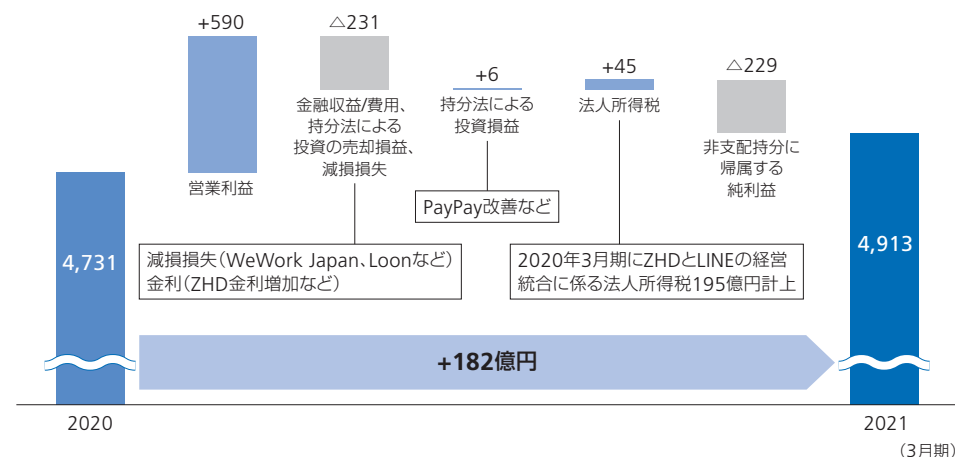 +590
営業利益
△231
金融収益/費用、
持分法による
投資の売却損益、
減損損失
+6
持分法による
投資損益
+45
法人所得税
△229
非支配持分に
帰属する
純利益
PayPay改善など
減損損失（WeWork Japan、Loonなど）
金利（ZHD金利増加など）
2020年3月期にZHDとLINEの経営
統合に係る法人所得税195億円計上
4,731
4,913
+182億円
2020
2021
（3月期）